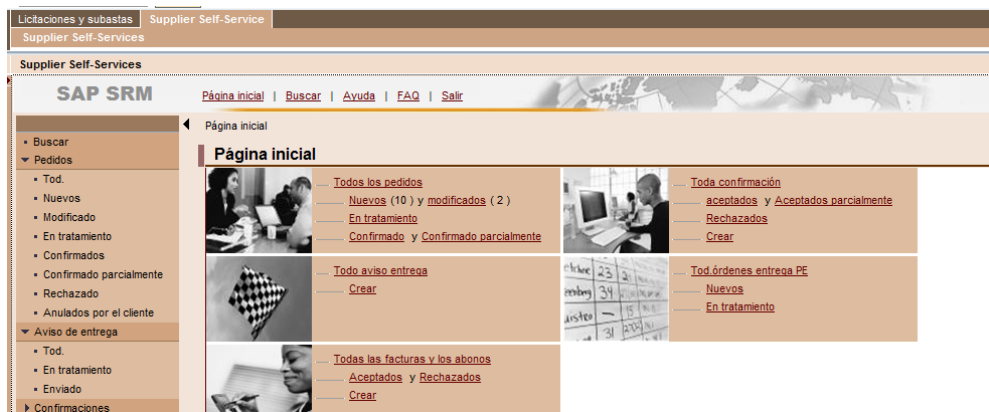 Licitaciones y subastas Supplier Self-Service
Supplier Self-Services
Supplier Self-Services
SAP SRM
Página inicial | Buscar | Ayuda | FAQ | Salir
Página inicial
Página inicial
Buscar
Pedidos
Tod.
Nuevos
Modificado
En tratamiento
Confirmados
Confirmado parcialmente
Rechazado
Anulados por el cliente
Aviso de entrega
Tod.
En tratamiento
Enviado
Confirmaciones
Todos los pedidos
Nuevos (10 ) y modificados ( 2 )
En tratamiento
Confirmado y Confirmado parcialmente
Toda confirmación
aceptados y Aceptados parcialmente
Rechazados
Crear
Todo aviso entrega
Crear
23
34
15
31
Tod.órdenes entrega PE
Nuevos
En tratamiento
Todas las facturas y los abonos
Aceptados y Rechazados
Crear